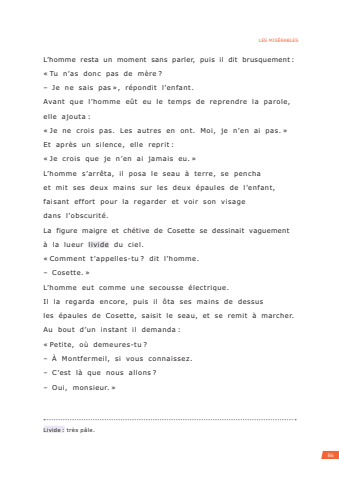 LES MISÉRABLES
L’homme resta un moment sans parler, puis il dit brusquement :
« Tu n’as donc pas de mère ?
– Je ne sais pas », répondit l’enfant.
Avant que l’homme eût eu le temps de reprendre la parole,
elle ajouta :
« Je ne crois pas. Les autres en ont. Moi, je n’en ai pas. »
Et après un silence, elle reprit :
« Je crois que je n’en ai jamais eu. »
L’homme s’arrêta, il posa le seau à terre, se pencha
et mit ses deux mains sur les deux épaules de l’enfant,
faisant effort pour la regarder et voir son visage
dans l’obscurité.
La figure maigre et chétive de Cosette se dessinait vaguement
à la lueur livide du ciel.
« Comment t’appelles-tu ? dit l’homme.
– Cosette. »
L’homme eut comme une secousse électrique.
Il la regarda encore, puis il ôta ses mains de dessus
les épaules de Cosette, saisit le seau, et se remit à marcher.
Au bout d’un instant il demanda :
« Petite, où demeures-tu ?
– À Montfermeil, si vous connaissez.
– C’est là que nous allons ?
– Oui, monsieur. »
Livide : très pâle.